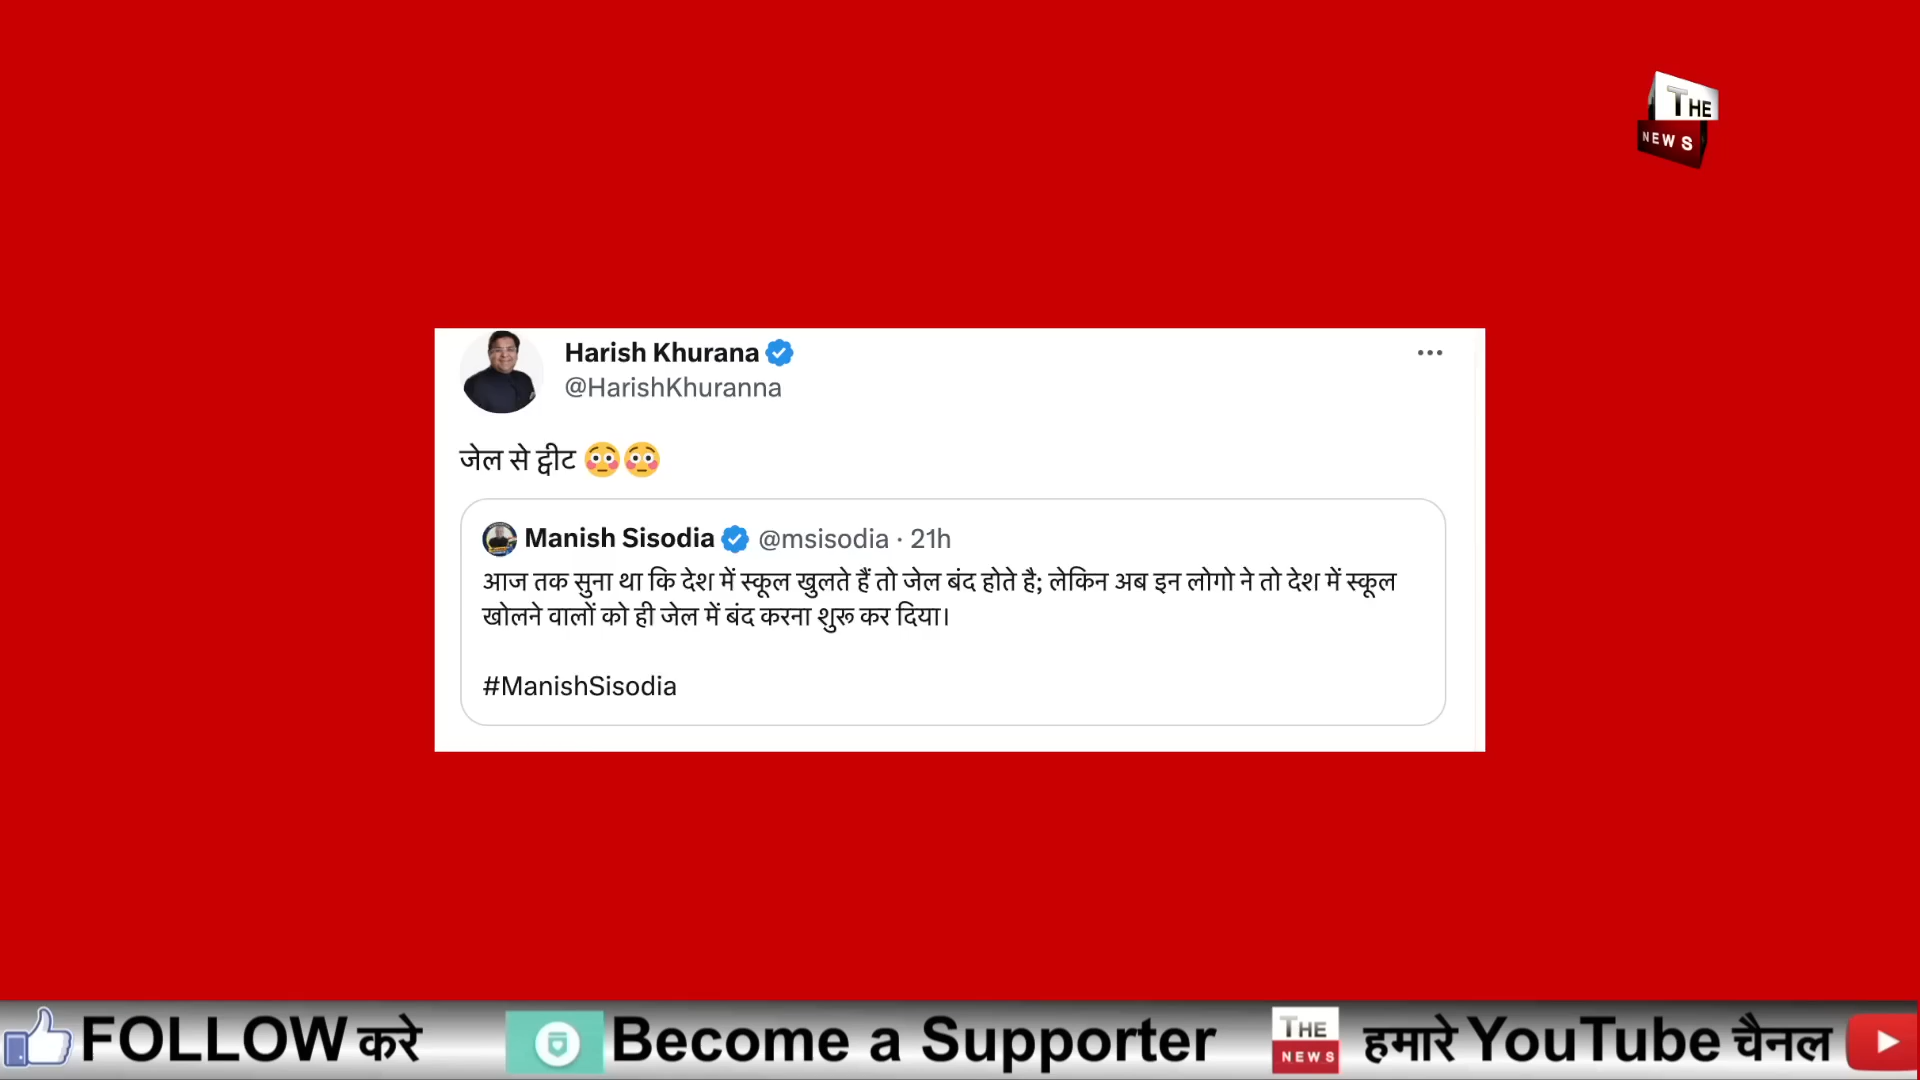 THE
NEWS
Harish Khurana
@HarishKhuranna
जेल से ट्वीट 😳😳
Manish Sisodia @msisodia · 21h
आज तक सुना था कि देश में स्कूल खुलते हैं तो जेल बंद होते है; लेकिन अब इन लोगो ने तो देश में स्कूल
खोलने वालों को ही जेल में बंद करना शुरू कर दिया।
#ManishSisodia
FOLLOW करे Become a Supporter THE NEWS हमारे YouTube चैनल